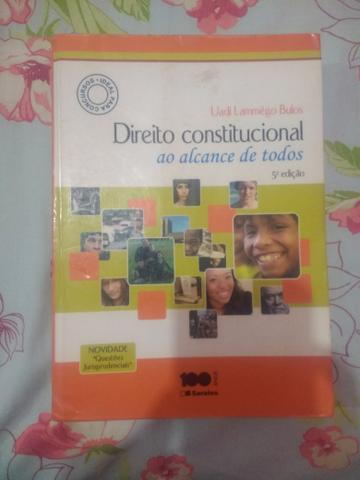 IDEAL PARA CONCURSOS
Uadi Lammêgo Bulos
Direito constitucional
ao alcance de todos
5ª edição
NOVIDADE
"Questões
Jurisprudenciais"
100 ANOS
Saraiva